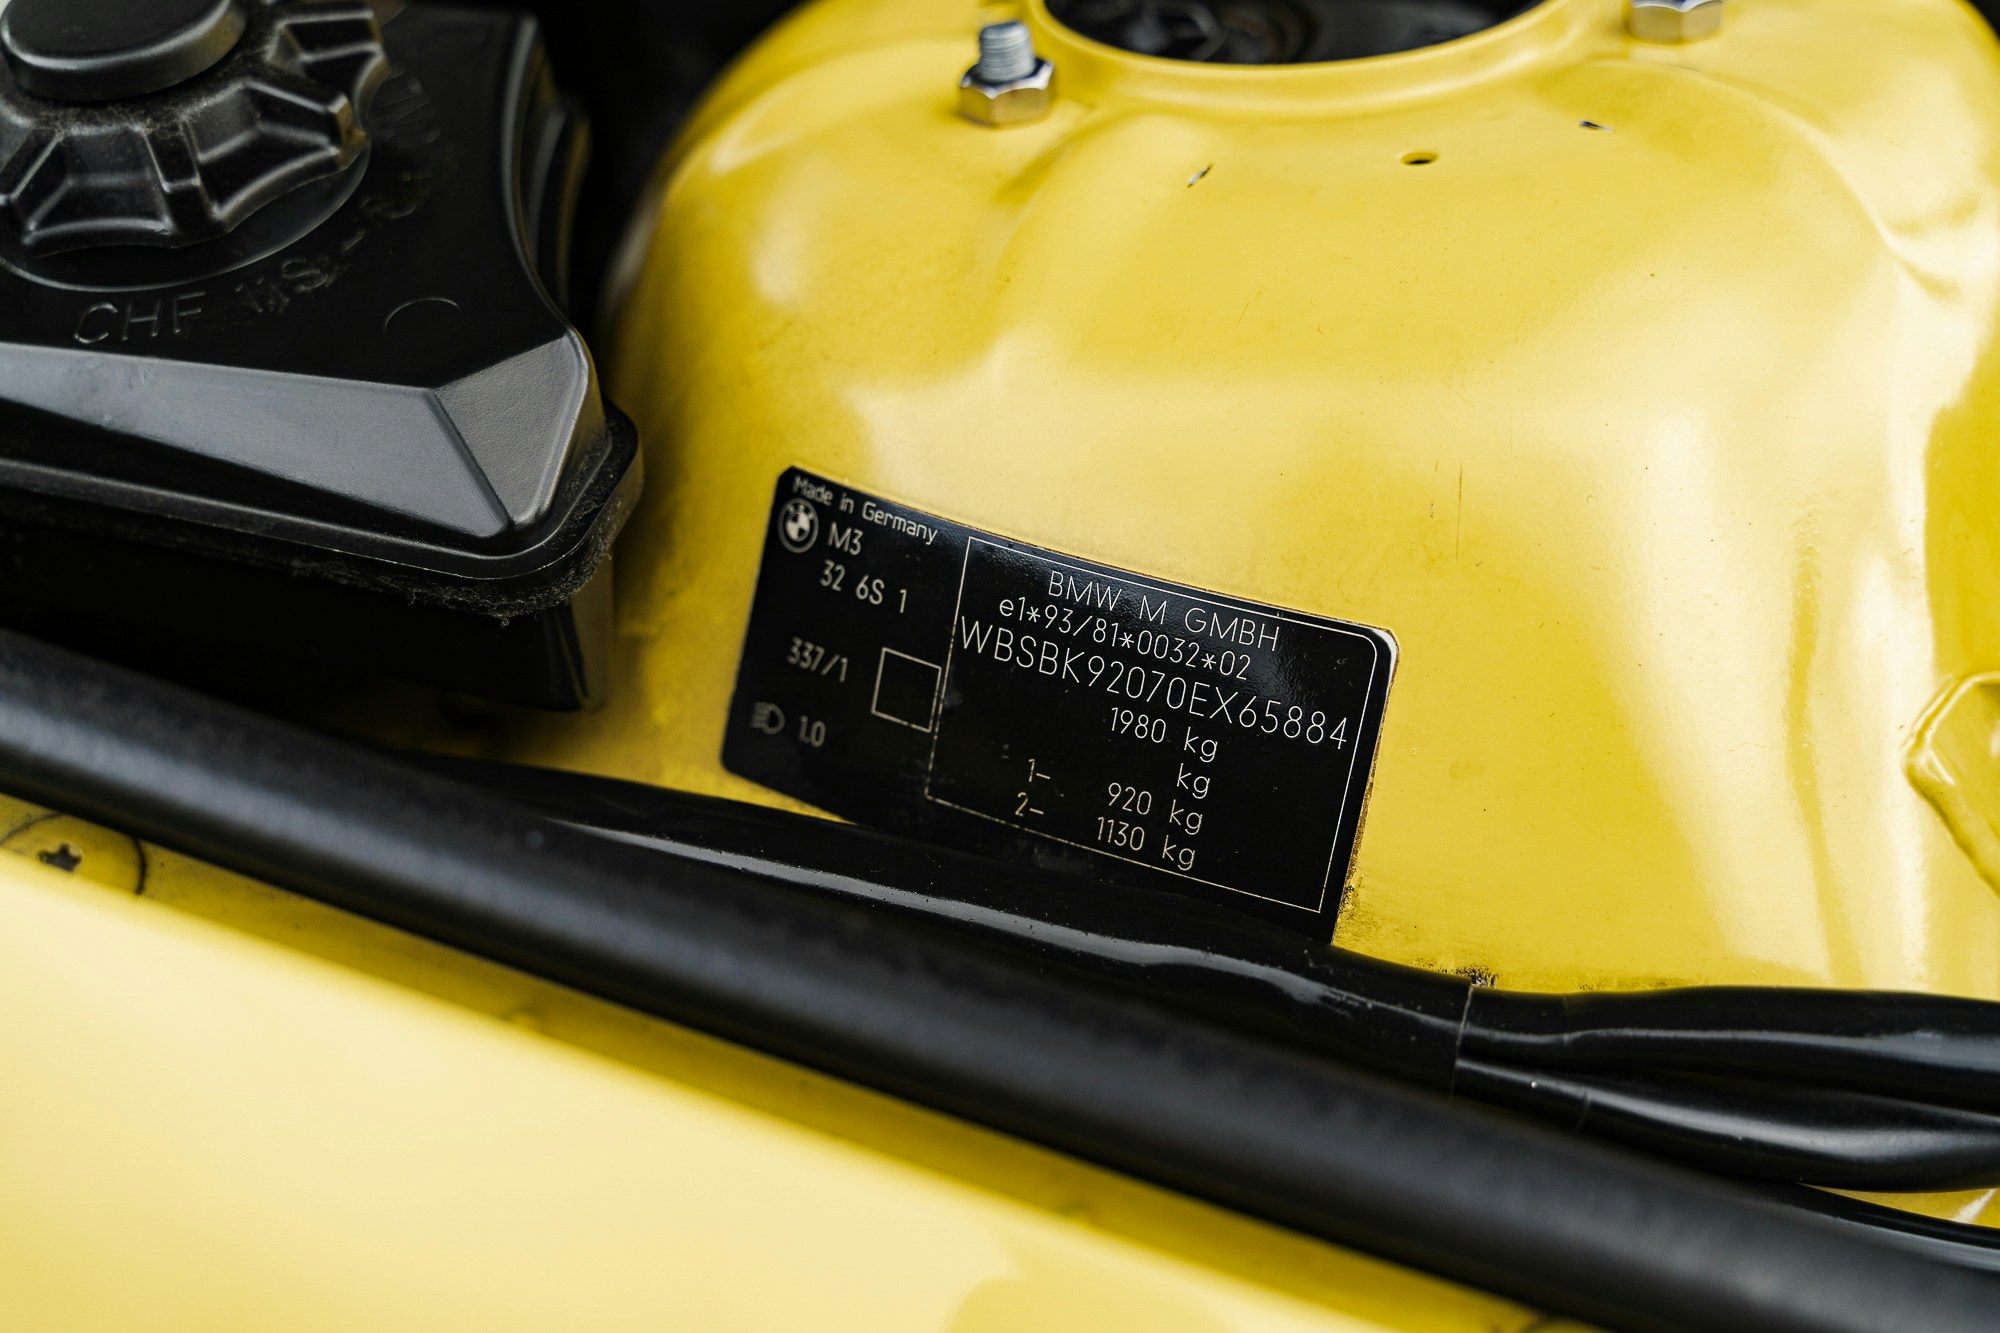 CHF 11S
Made in Germany
M3
32 6S 1
337/1
1.0
BMW M GMBH
e1*93/81*0032*02
WBSBK92070EX65884
1980 kg
kg
1- 920 kg
2- 1130 kg